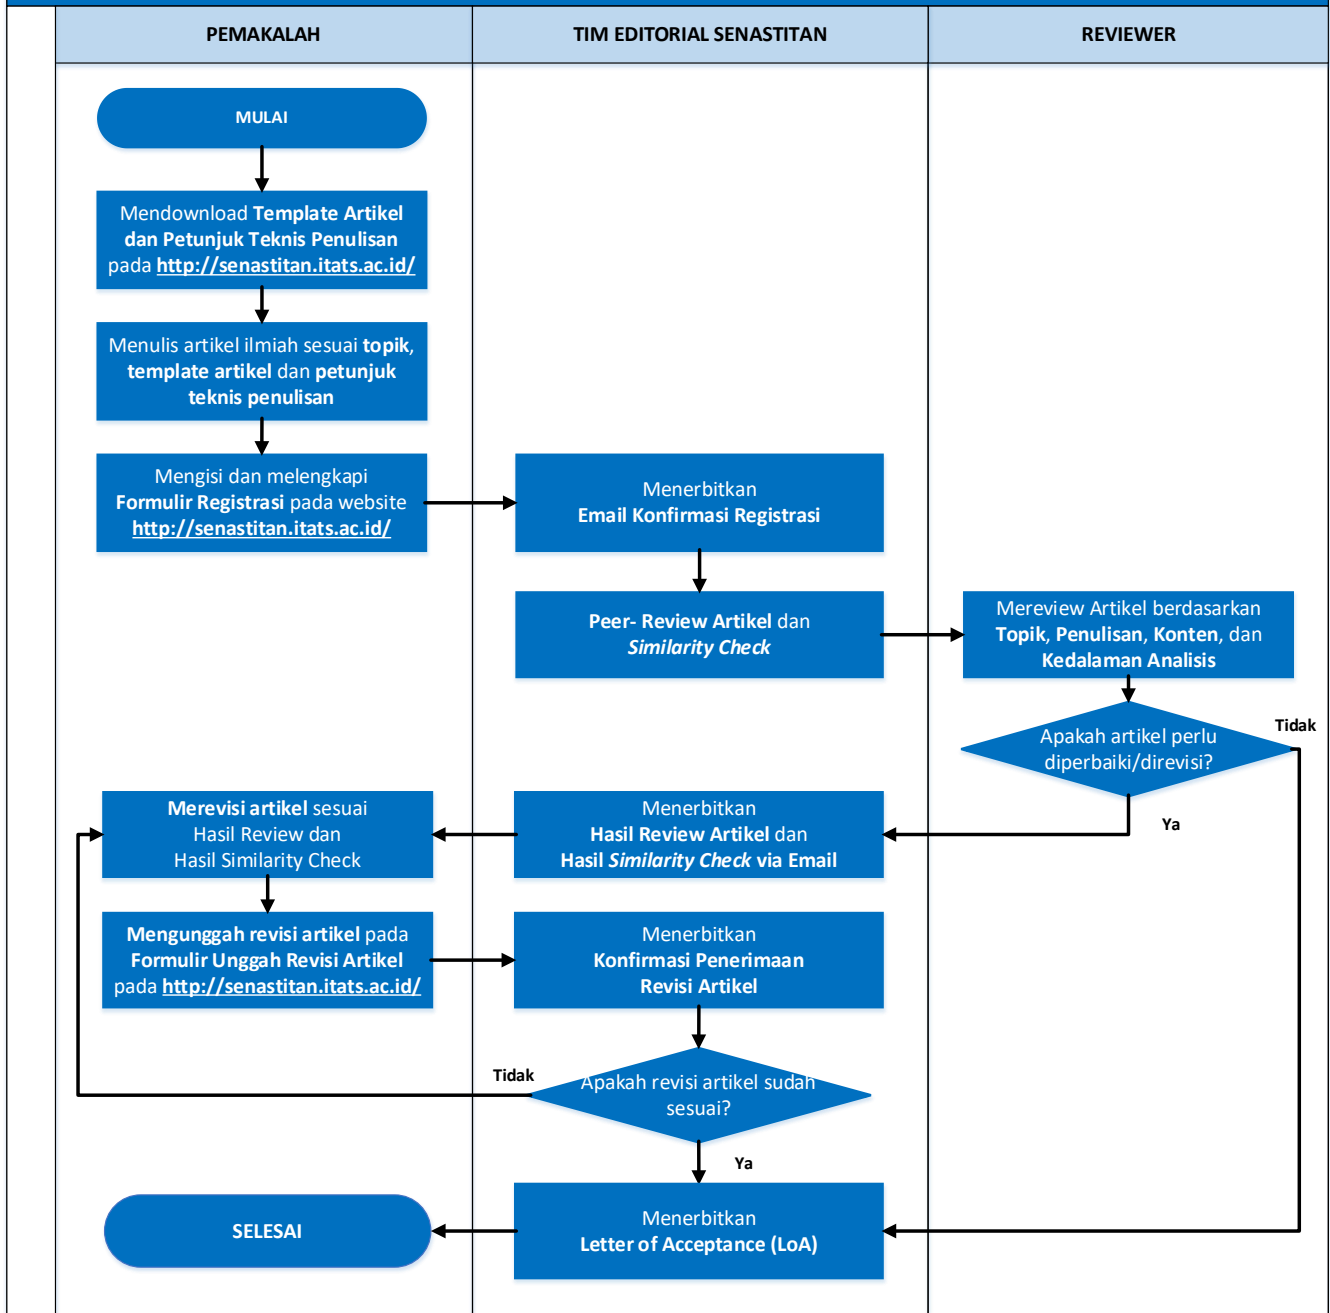 PEMAKALAH
TIM EDITORIAL SENASTITAN
REVIEWER
MULAI
Mendownload Template Artikel
dan Petunjuk Teknis Penulisan
pada http://senastitan.itats.ac.id/
Menulis artikel ilmiah sesuai topik,
template artikel dan petunjuk
teknis penulisan
Mengisi dan melengkapi
Formulir Registrasi pada website
http://senastitan.itats.ac.id/
Menerbitkan
Email Konfirmasi Registrasi
Peer- Review Artikel dan
Similarity Check
Mereview Artikel berdasarkan
Topik, Penulisan, Konten, dan
Kedalaman Analisis
Apakah artikel perlu
diperbaiki/direvisi?
Tidak
Ya
Menerbitkan
Hasil Review Artikel dan
Hasil Similarity Check via Email
Merevisi artikel sesuai
Hasil Review dan
Hasil Similarity Check
Mengunggah revisi artikel pada
Formulir Unggah Revisi Artikel
pada http://senastitan.itats.ac.id/
Menerbitkan
Konfirmasi Penerimaan
Revisi Artikel
Apakah revisi artikel sudah
sesuai?
Tidak
Ya
Menerbitkan
Letter of Acceptance (LoA)
SELESAI